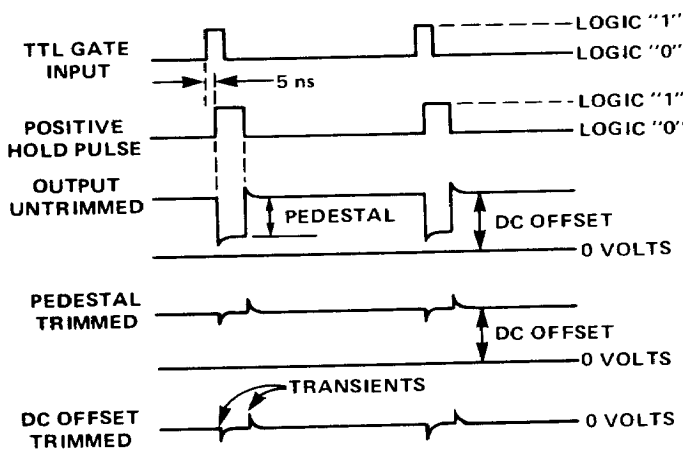 TTL GATE
INPUT
LOGIC "1"
LOGIC "0"
5 ns
POSITIVE
HOLD PULSE
LOGIC "1"
LOGIC "0"
OUTPUT
UNTRIMMED
PEDESTAL
DC OFFSET
0 VOLTS
PEDESTAL
TRIMMED
DC OFFSET
0 VOLTS
TRANSIENTS
DC OFFSET
TRIMMED
0 VOLTS